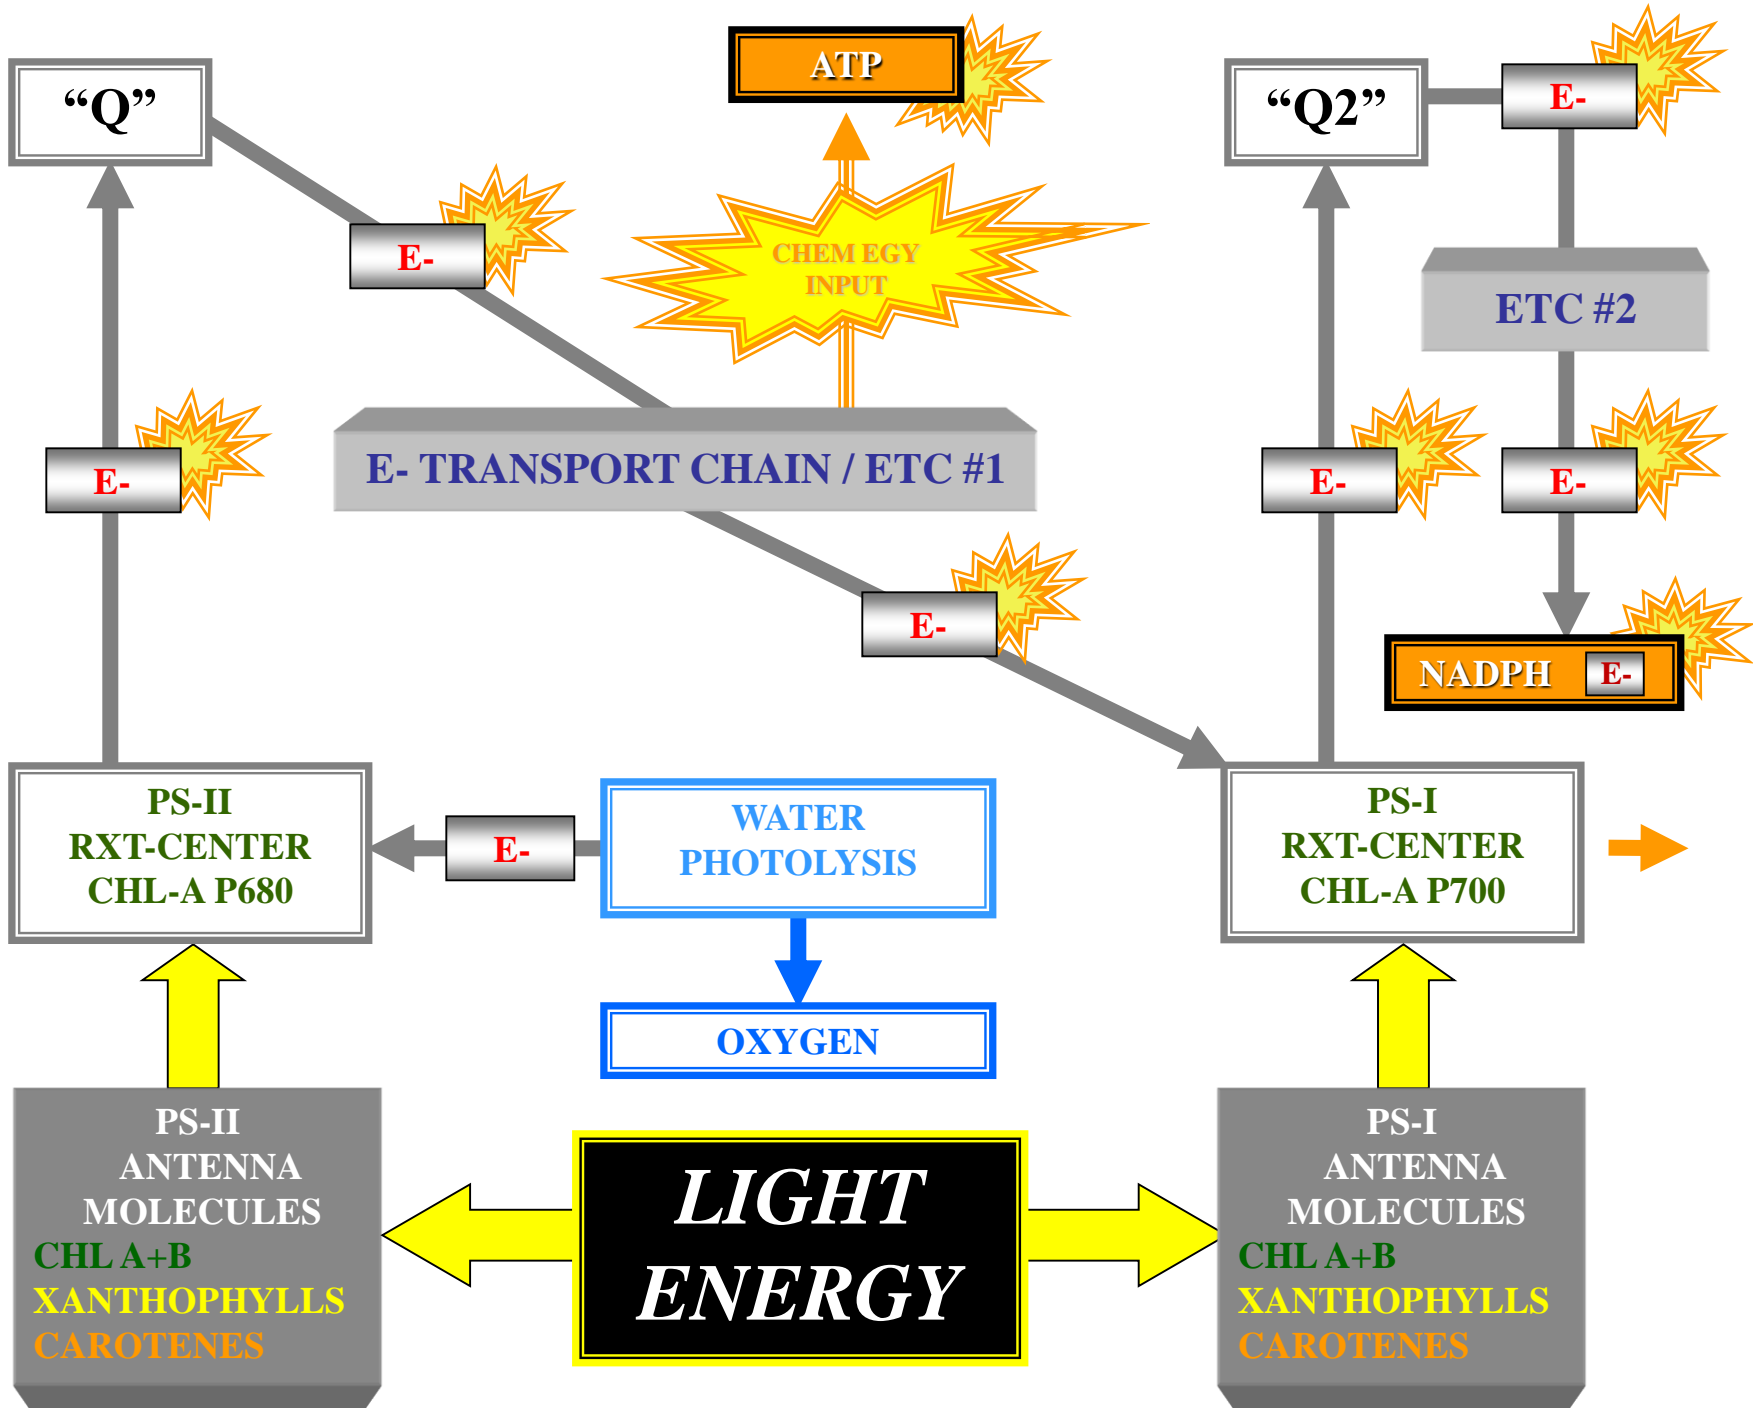 ATP
“Q”
“Q2”
E-
E-
CHEM EGY
INPUT
ETC #2
E- TRANSPORT CHAIN / ETC #1
E-
E-
E-
E-
NADPH E-
PS-II
RXT-CENTER
CHL-A P680
E-
WATER
PHOTOLYSIS
PS-I
RXT-CENTER
CHL-A P700
OXYGEN
PS-II
ANTENNA
MOLECULES
CHL A+B
XANTHOPHYLLS
CAROTENES
LIGHT
ENERGY
PS-I
ANTENNA
MOLECULES
CHL A+B
XANTHOPHYLLS
CAROTENES